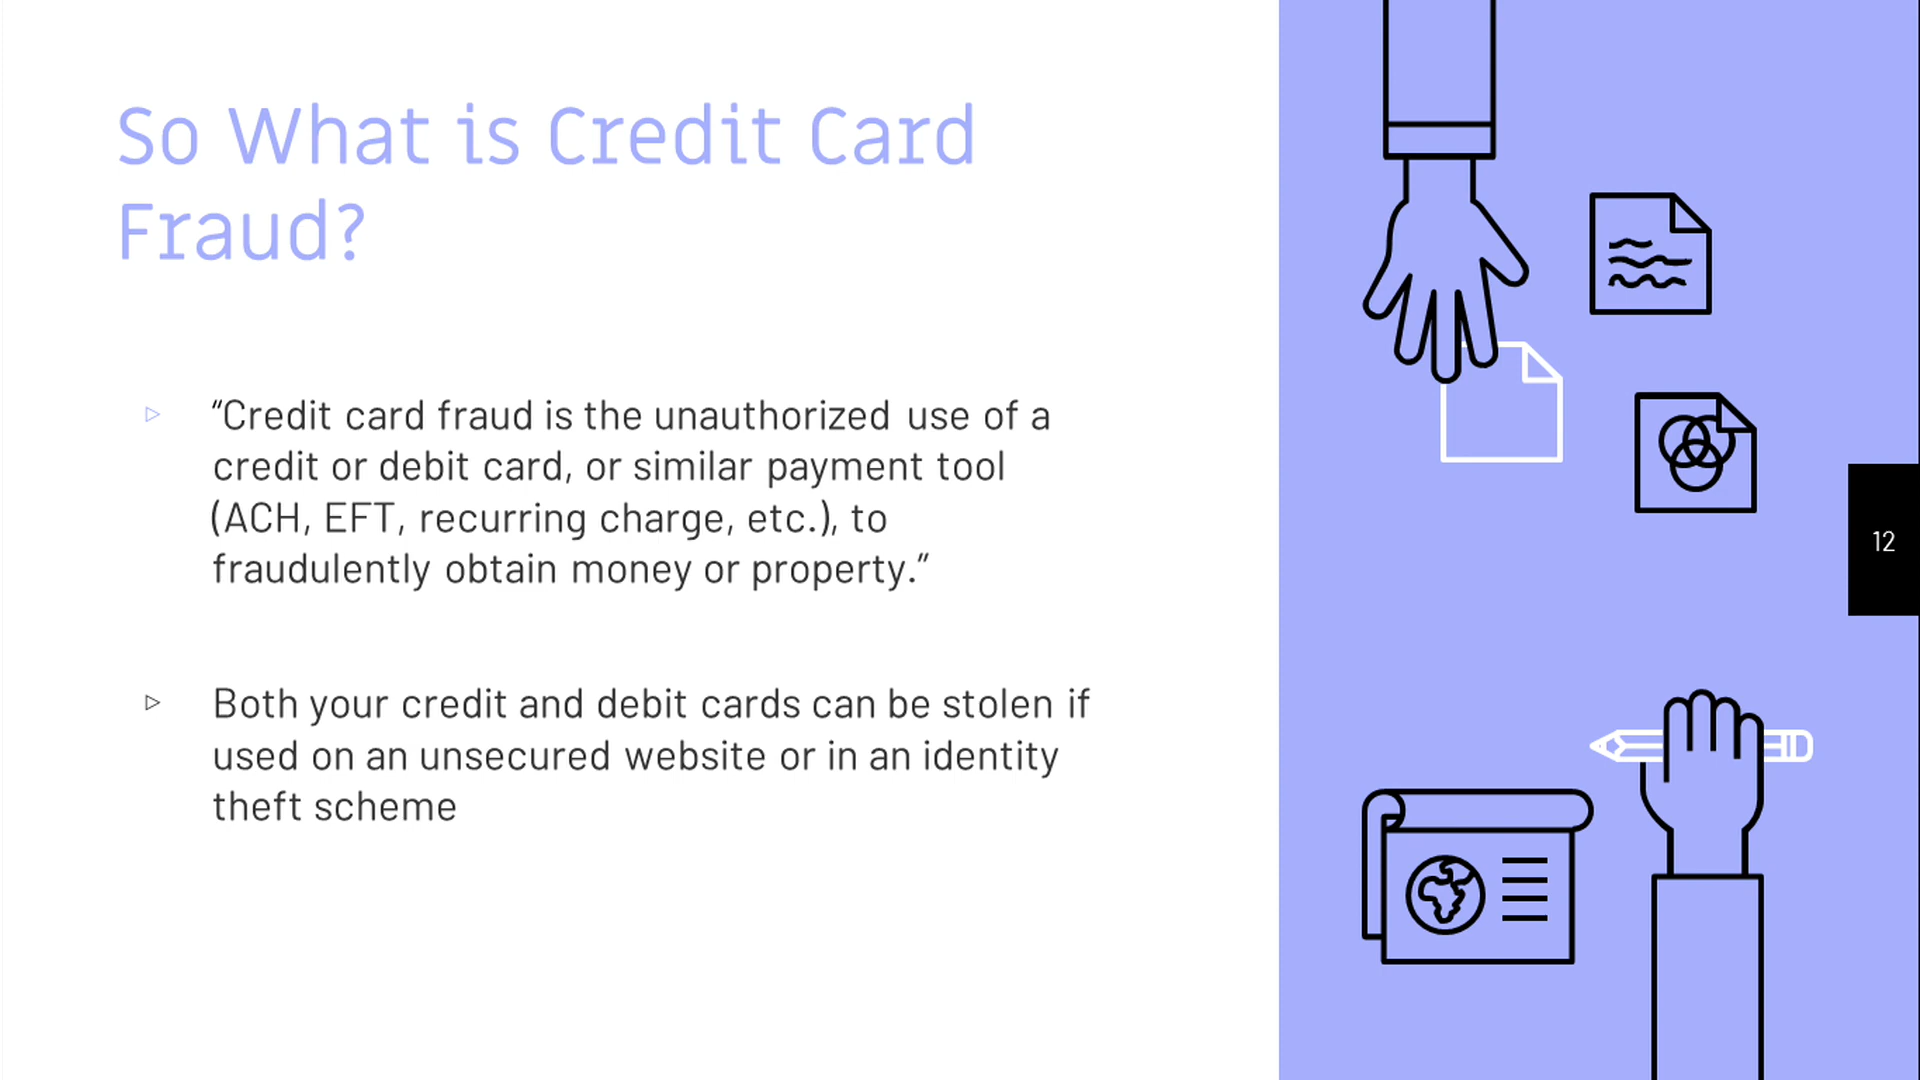 So What is Credit Card
Fraud?
“Credit card fraud is the unauthorized use of a
credit or debit card, or similar payment tool
(ACH, EFT, recurring charge, etc.), to
fraudulently obtain money or property.”
Both your credit and debit cards can be stolen if
used on an unsecured website or in an identity
theft scheme
12